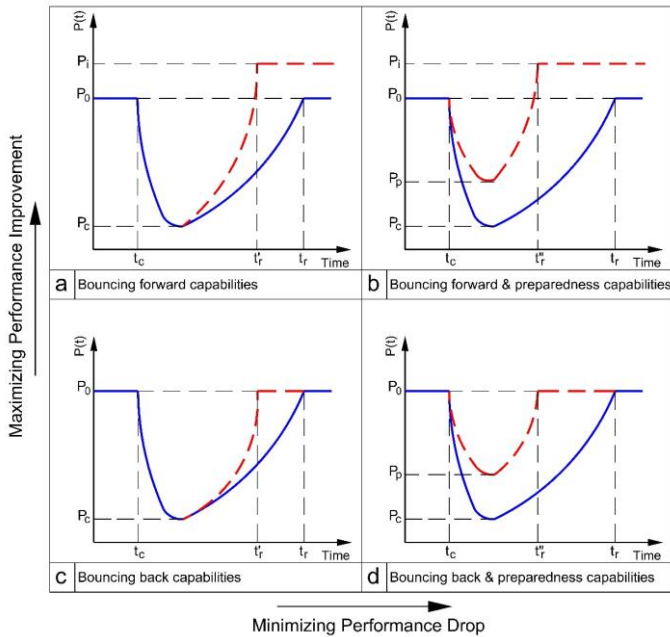 P(t)
P(t)
Pi
Pi
P0
P0
Pp
Pc
Pc
tc
t'r
tr
Time
tc
t''r
tr
Time
a Bouncing forward capabilities
b Bouncing forward & preparedness capabilities
Maximizing Performance Improvement
P(t)
P(t)
P0
P0
Pp
Pc
Pc
tc
t'r
tr
Time
tc
t''r
tr
Time
c Bouncing back capabilities
d Bouncing back & preparedness capabilities
Minimizing Performance Drop